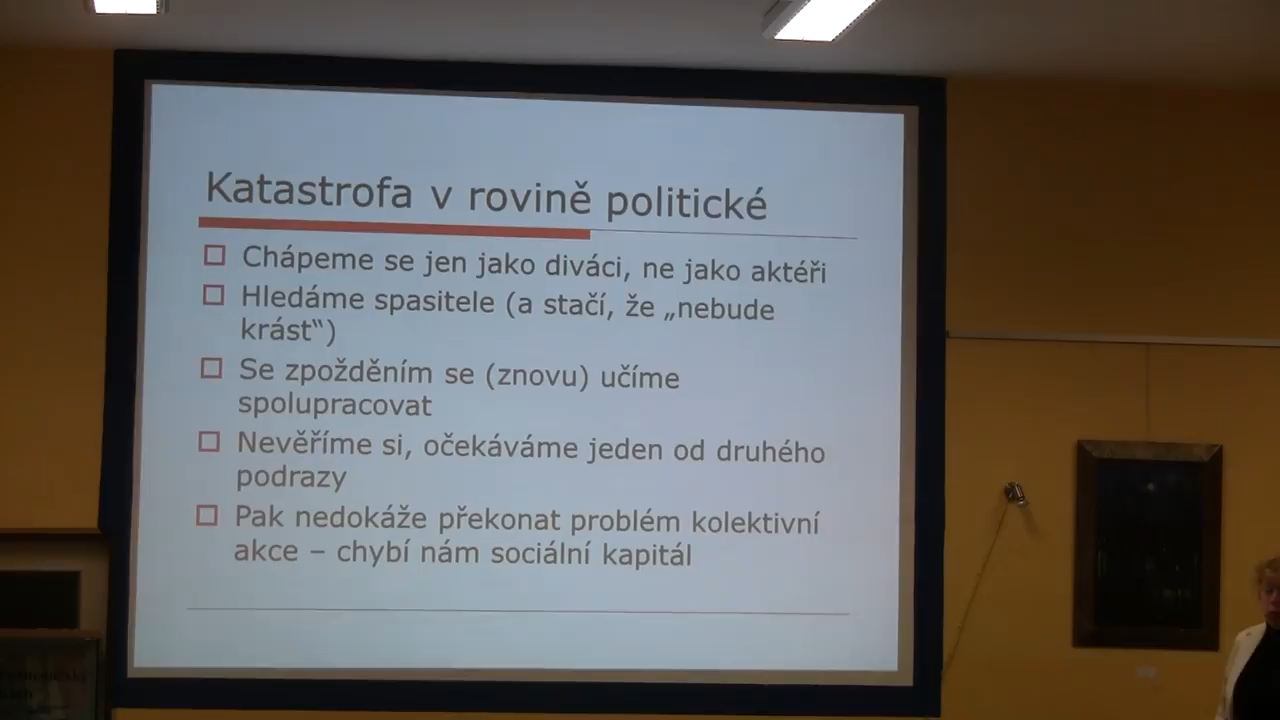 Katastrofa v rovině politické
Chápeme se jen jako diváci, ne jako aktéři
Hledáme spasitele (a stačí, že „nebude
krást“)
Se zpožděním se (znovu) učíme
spolupracovat
Nevěříme si, očekáváme jeden od druhého
podrazy
Pak nedokáže překonat problém kolektivní
akce – chybí nám sociální kapitál